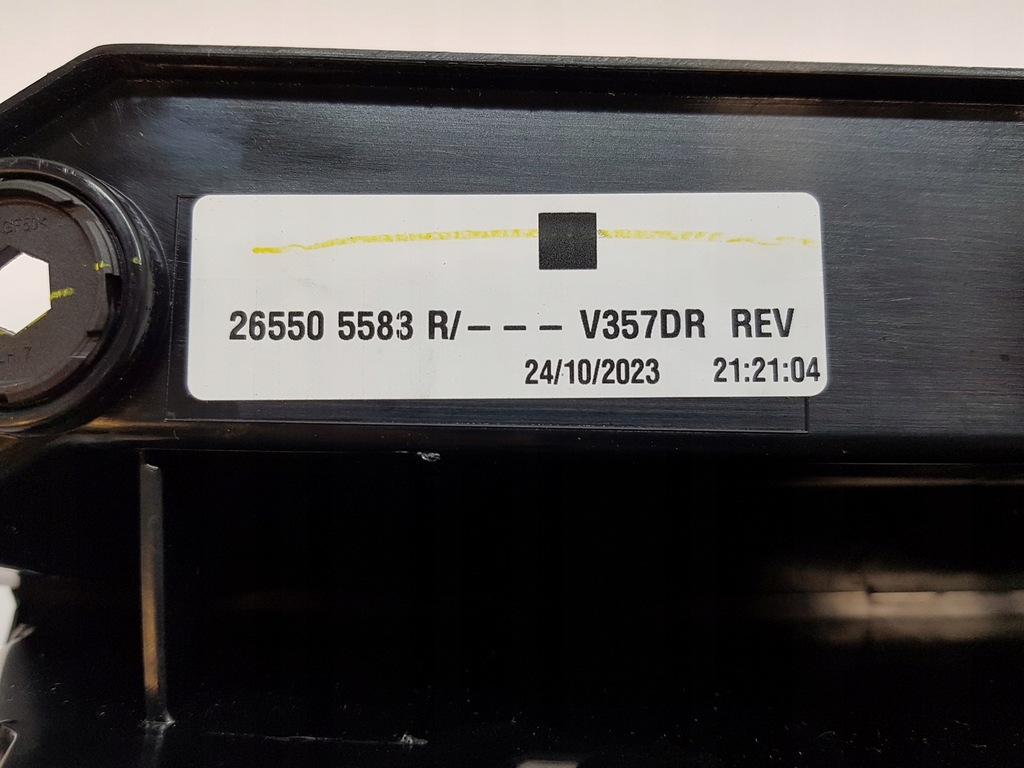 26550 5583 R/– – – V357DR REV
24/10/2023 21:21:04